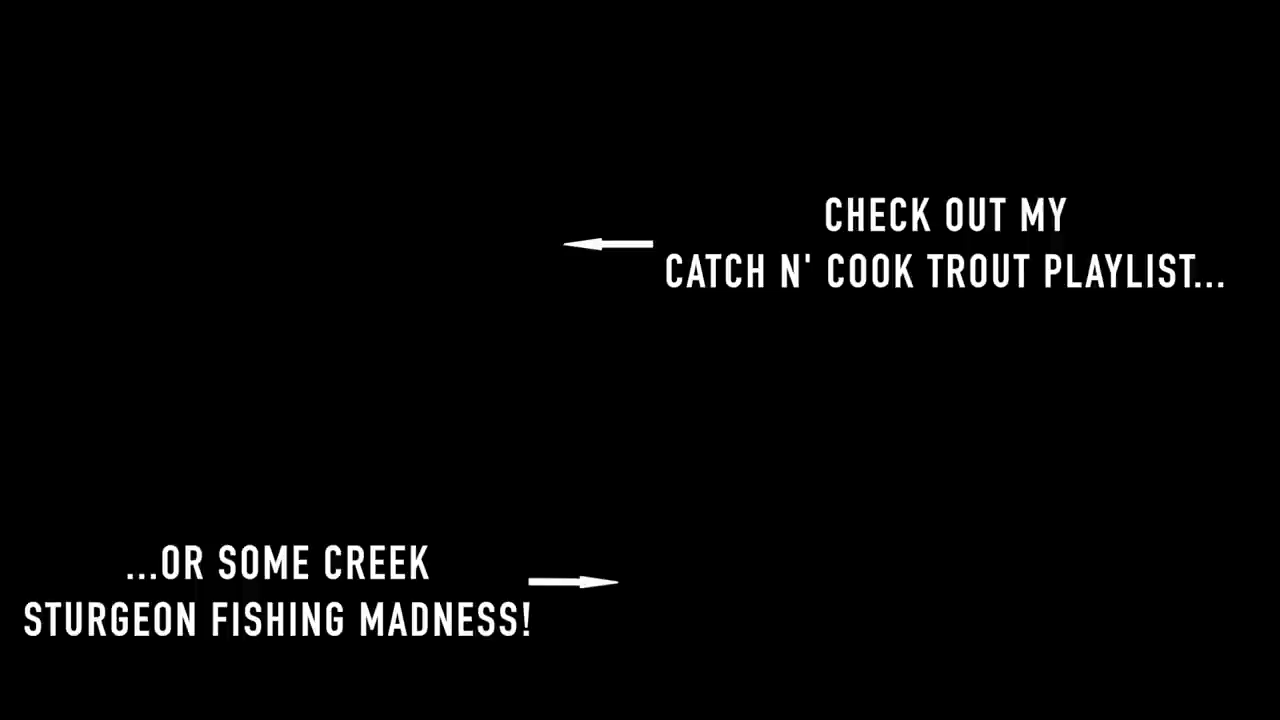 CHECK OUT MY
CATCH N' COOK TROUT PLAYLIST...
...OR SOME CREEK
STURGEON FISHING MADNESS!